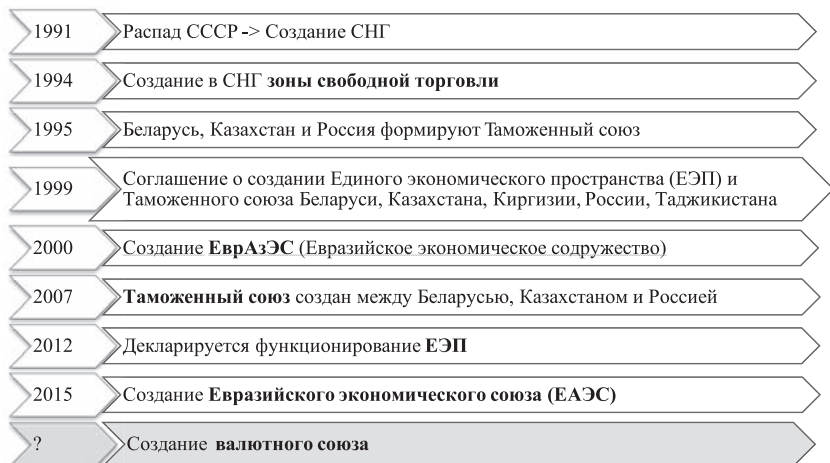 1991 Распад СССР -> Создание СНГ
1994 Создание в СНГ зоны свободной торговли
1995 Беларусь, Казахстан и Россия формируют Таможенный союз
1999 Соглашение о создании Единого экономического пространства (ЕЭП) и
Таможенного союза Беларуси, Казахстана, Киргизии, России, Таджикистана
2000 Создание ЕврАзЭС (Евразийское экономическое содружество)
2007 Таможенный союз создан между Беларусью, Казахстаном и Россией
2012 Декларируется функционирование ЕЭП
2015 Создание Евразийского экономического союза (ЕАЭС)
? Создание валютного союза